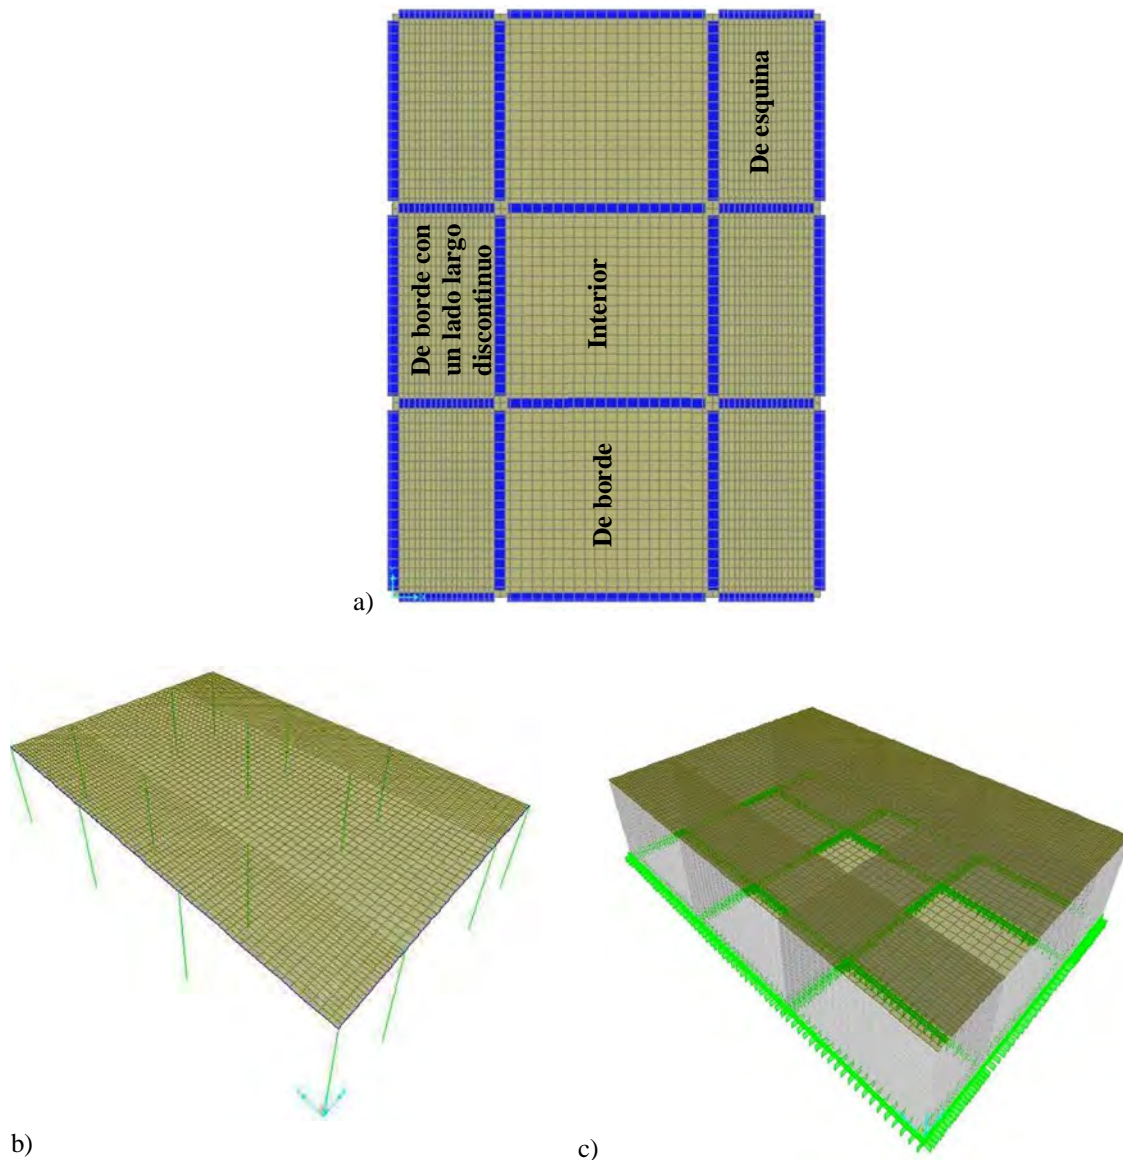 De esquina
De borde con
un lado largo
discontinuo
Interior
De borde
a)
b)
c)